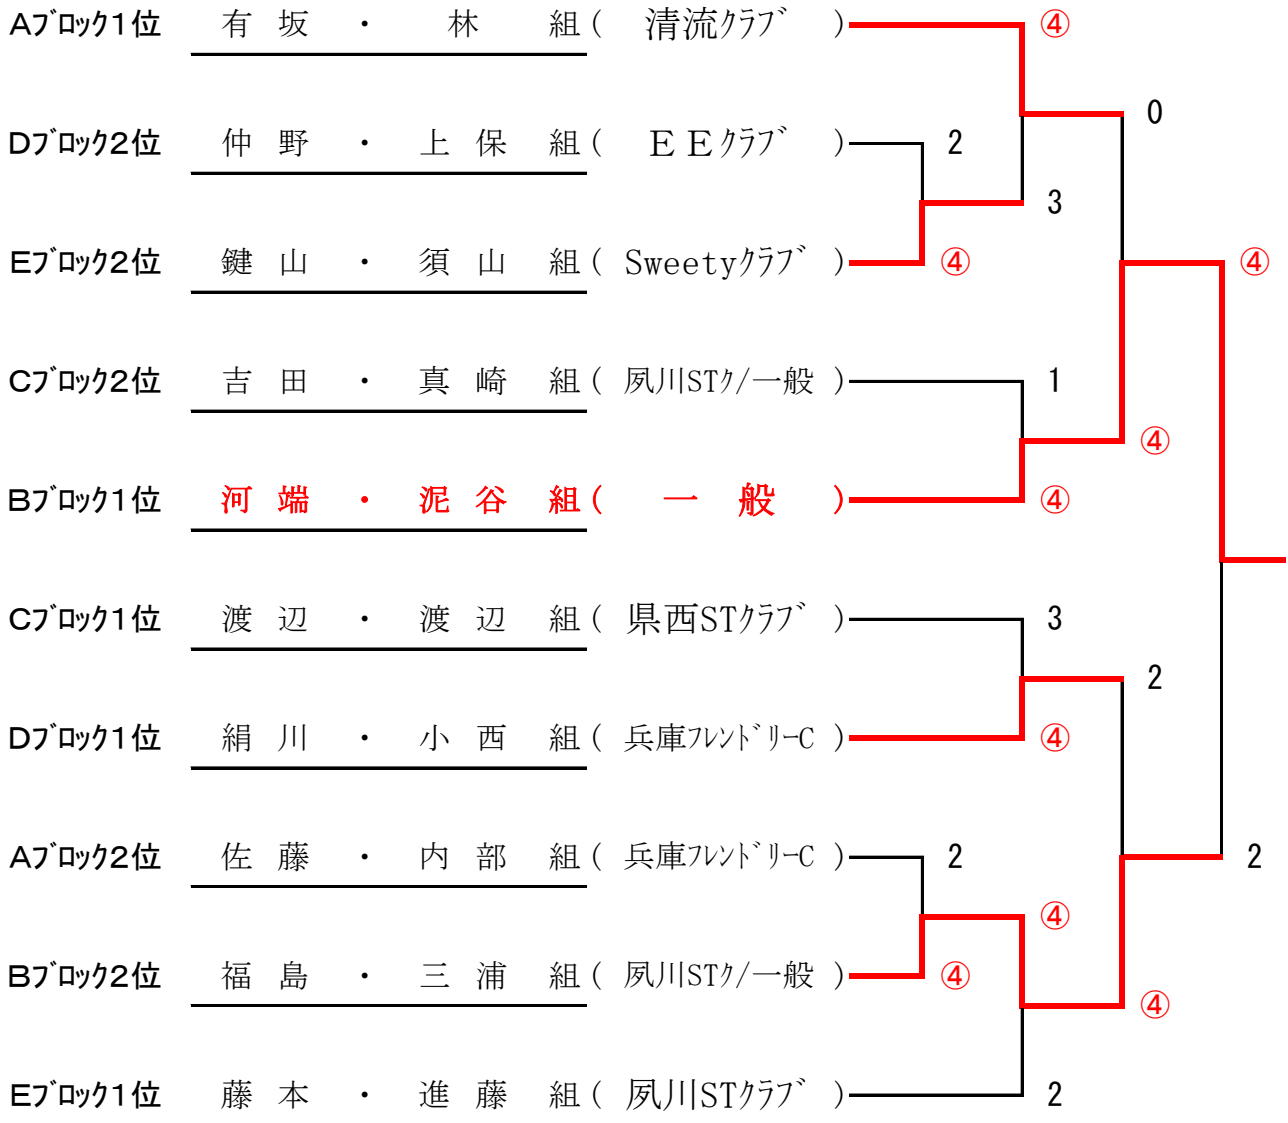 Aブロック1位 有坂・林組(清流クラブ) ④
0
Dブロック2位 仲野・上保組(EEクラブ) 2
3
Eブロック2位 鍵山・須山組(Sweetyクラブ) ④ ④
Cブロック2位 吉田・真崎組(夙川STク/一般) 1
④
Bブロック1位 河端・泥谷組(一般) ④
Cブロック1位 渡辺・渡辺組(県西STクラブ) 3
2
Dブロック1位 絹川・小西組(兵庫フレンドリーC) ④
Aブロック2位 佐藤・内部組(兵庫フレンドリーC) 2 2
④
Bブロック2位 福島・三浦組(夙川STク/一般) ④
④
Eブロック1位 藤本・進藤組(夙川STクラブ) 2